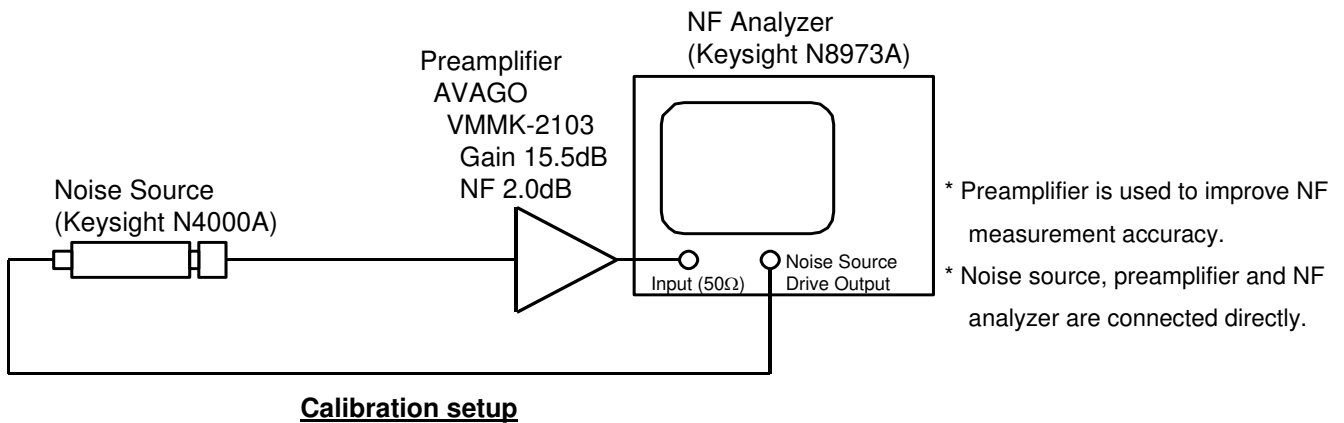 NF Analyzer
(Keysight N8973A)
Preamplifier
AVAGO
VMMK-2103
Gain 15.5dB
NF 2.0dB
Noise Source
(Keysight N4000A)
Input (50Ω)
Noise Source
Drive Output
* Preamplifier is used to improve NF
measurement accuracy.
* Noise source, preamplifier and NF
analyzer are connected directly.
Calibration setup